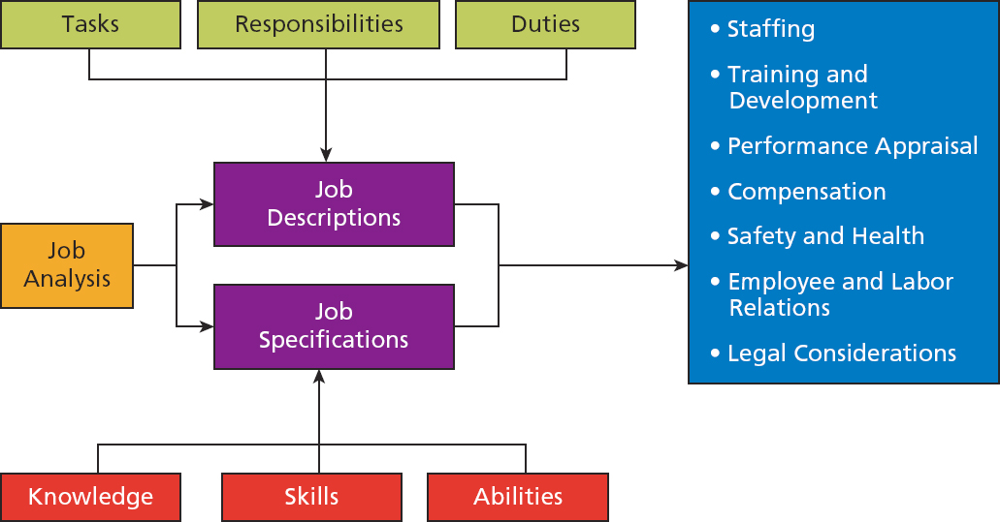 Tasks
Responsibilities
Duties
Job
Descriptions
Job
Analysis
Job
Specifications
Knowledge
Skills
Abilities
• Staffing
• Training and
Development
• Performance Appraisal
• Compensation
• Safety and Health
• Employee and Labor
Relations
• Legal Considerations